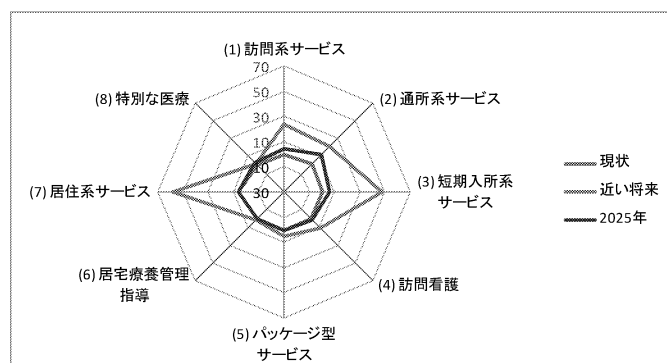 (1) 訪問系サービス
70
50
30
10
10
30
(2) 通所系サービス
(3) 短期入所系
サービス
(4) 訪問看護
(5) パッケージ型
サービス
(6) 居宅療養管理
指導
(7) 居住系サービス
(8) 特別な医療
現状
近い将来
2025年